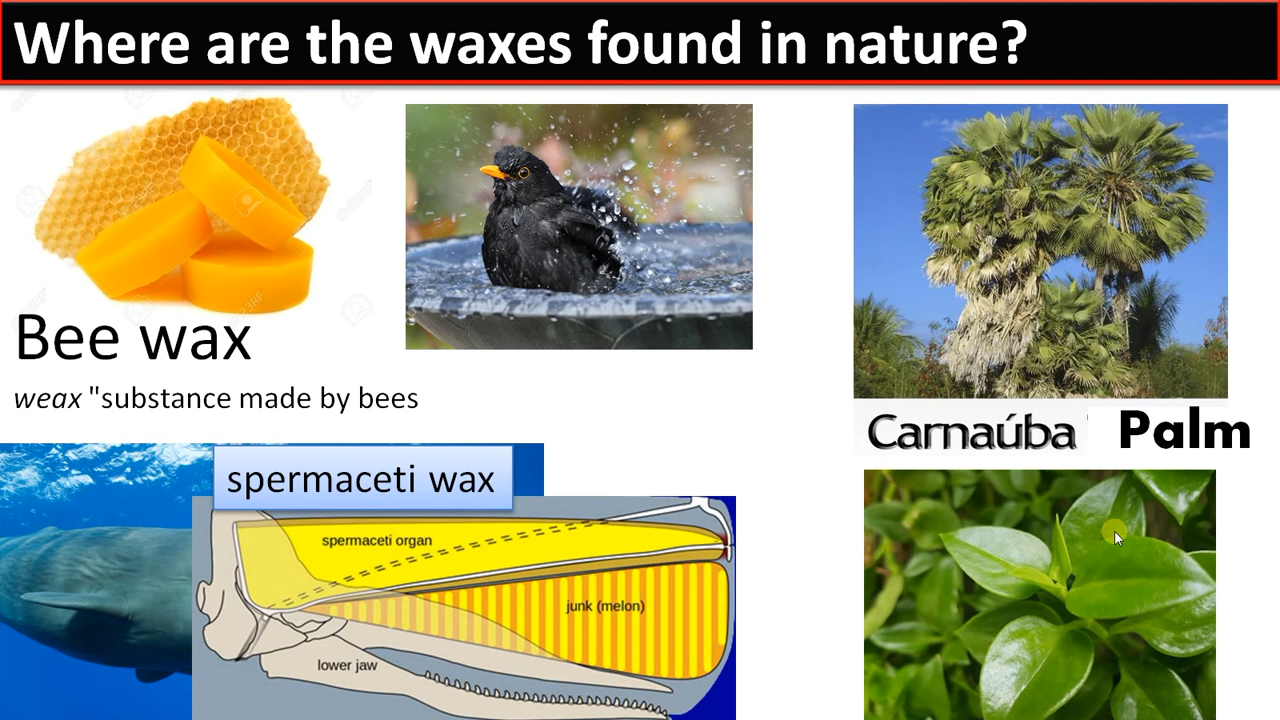 Where are the waxes found in nature?
Bee wax
weax "substance made by bees
spermaceti wax
spermaceti organ
junk (melon)
lower jaw
Carnaúba
Palm